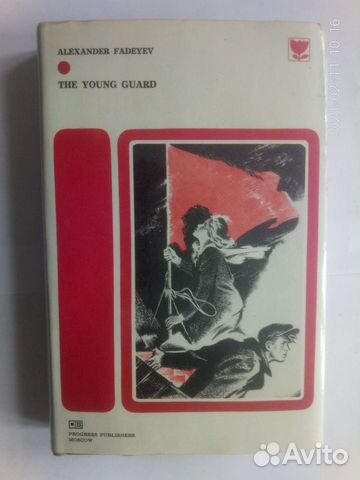 ALEXANDER FADEYEV
THE YOUNG GUARD
PROGRESS PUBLISHERS
MOSCOW
Avito